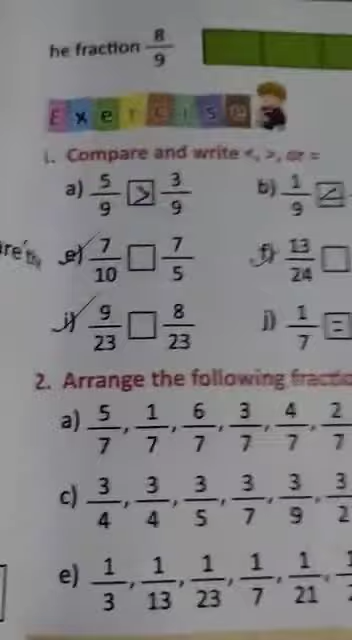 he fraction 8/9
Exercise
1. Compare and write <, >, or =
a) 5/9 > 3/9 b) 1/9 <
e) 7/10 □ 7/5 f) 13/24 □
i) 9/23 □ 8/23 j) 1/7 =
2. Arrange the following fractio
a) 5/7, 1/7, 6/7, 3/7, 4/7, 2/7
c) 3/4, 3/4, 3/5, 3/7, 3/9, 3/2
e) 1/3, 1/13, 1/23, 1/7, 1/21,